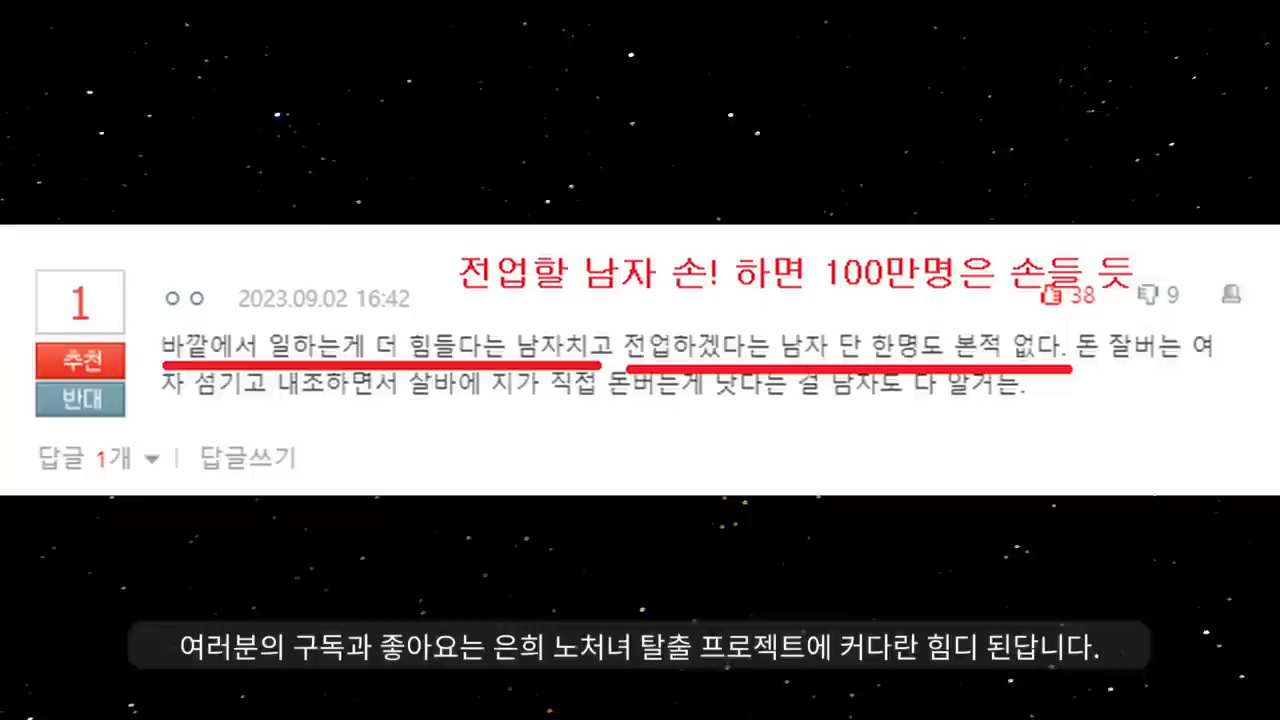 전업할 남자 손! 하면 100만명은 손들 듯
1
ㅇㅇ 2023.09.02 16:42 38 9
추천
반대
바깥에서 일하는게 더 힘들다는 남자치고 전업하겠다는 남자 단 한명도 본적 없다. 돈 잘버는 여
자 섬기고 내조하면서 살바에 지가 직접 돈버는게 낫다는 걸 남자도 다 알거든.
답글 1개 답글쓰기
여러분의 구독과 좋아요는 은희 노처녀 탈출 프로젝트에 커다란 힘디 된답니다.